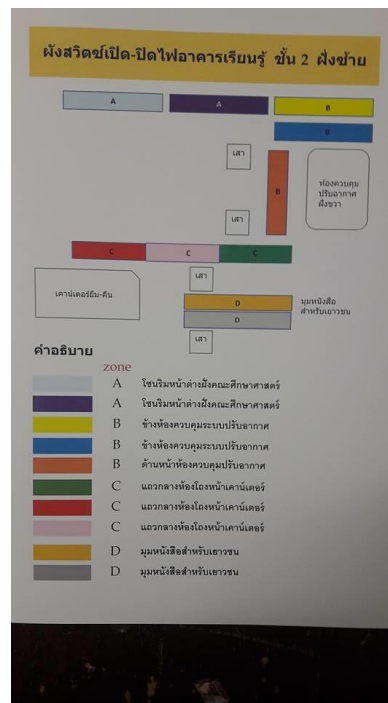 ผังสวิตซ์เปิด-ปิดไฟอาคารเรียนรู้ ชั้น 2 ฝั่งซ้าย
A A B
B
เสา
B
ห้องควบคุม
ปรับอากาศ
ฝั่งขวา
เสา
C C C
เสา
เคาน์เตอร์ยืม-คืน
D
D
มุมหนังสือ
สำหรับเยาวชน
เสา
คำอธิบาย
zone
A โซนริมหน้าต่างฝั่งคณะศึกษาศาสตร์
A โซนริมหน้าต่างฝั่งคณะศึกษาศาสตร์
B ข้างห้องควบคุมระบบปรับอากาศ
B ข้างห้องควบคุมระบบปรับอากาศ
B ด้านหน้าห้องควบคุมปรับอากาศ
C แถวกลางห้องโถงหน้าเคาน์เตอร์
C แถวกลางห้องโถงหน้าเคาน์เตอร์
C แถวกลางห้องโถงหน้าเคาน์เตอร์
D มุมหนังสือสำหรับเยาวชน
D มุมหนังสือสำหรับเยาวชน